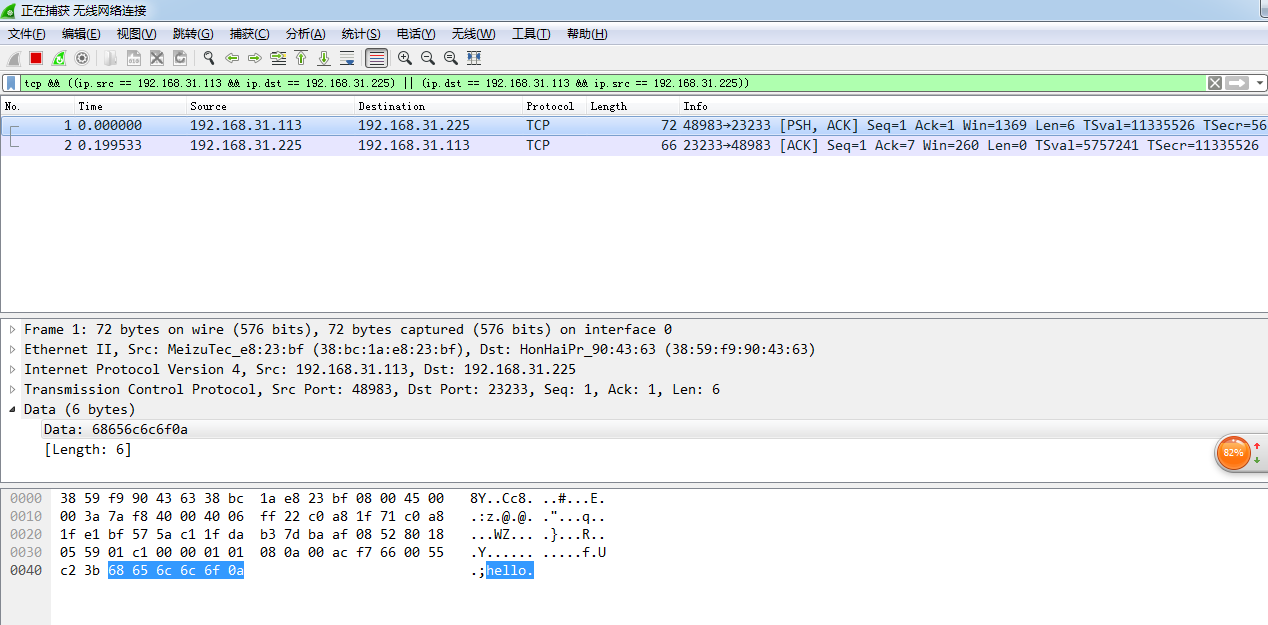 正在捕获 无线网络连接
文件(F) 编辑(E) 视图(V) 跳转(G) 捕获(C) 分析(A) 统计(S) 电话(Y) 无线(W) 工具(T) 帮助(H)
tcp && ((ip.src == 192.168.31.113 && ip.dst == 192.168.31.225) || (ip.dst == 192.168.31.113 && ip.src == 192.168.31.225))
No. Time Source Destination Protocol Length Info
1 0.000000 192.168.31.113 192.168.31.225 TCP 72 48983→23233 [PSH, ACK] Seq=1 Ack=1 Win=1369 Len=6 TSval=11335526 TSecr=56
2 0.199533 192.168.31.225 192.168.31.113 TCP 66 23233→48983 [ACK] Seq=1 Ack=7 Win=260 Len=0 TSval=5757241 TSecr=11335526
Frame 1: 72 bytes on wire (576 bits), 72 bytes captured (576 bits) on interface 0
Ethernet II, Src: MeizuTec_e8:23:bf (38:bc:1a:e8:23:bf), Dst: HonHaiPr_90:43:63 (38:59:f9:90:43:63)
Internet Protocol Version 4, Src: 192.168.31.113, Dst: 192.168.31.225
Transmission Control Protocol, Src Port: 48983, Dst Port: 23233, Seq: 1, Ack: 1, Len: 6
Data (6 bytes)
Data: 68656c6c6f0a
[Length: 6]
82%
0000 38 59 f9 90 43 63 38 bc 1a e8 23 bf 08 00 45 00 8Y..Cc8. ..#...E.
0010 00 3a 7a f8 40 00 40 06 ff 22 c0 a8 1f 71 c0 a8 .:z.@.@. ."...q..
0020 1f e1 bf 57 5a c1 1f da b3 7d ba af 08 52 80 18 ...WZ... .}...R..
0030 05 59 01 c1 00 00 01 01 08 0a 00 ac f7 66 00 55 .Y...... .....f.U
0040 c2 3b 68 65 6c 6c 6f 0a .;hello.